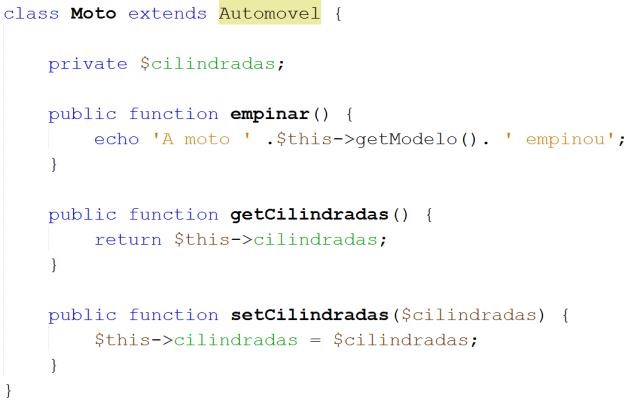 class Moto extends Automovel {
private $cilindradas;
public function empinar() {
echo 'A moto ' .$this->getModelo(). ' empinou';
}
public function getCilindradas() {
return $this->cilindradas;
}
public function setCilindradas($cilindradas) {
$this->cilindradas = $cilindradas;
}
}